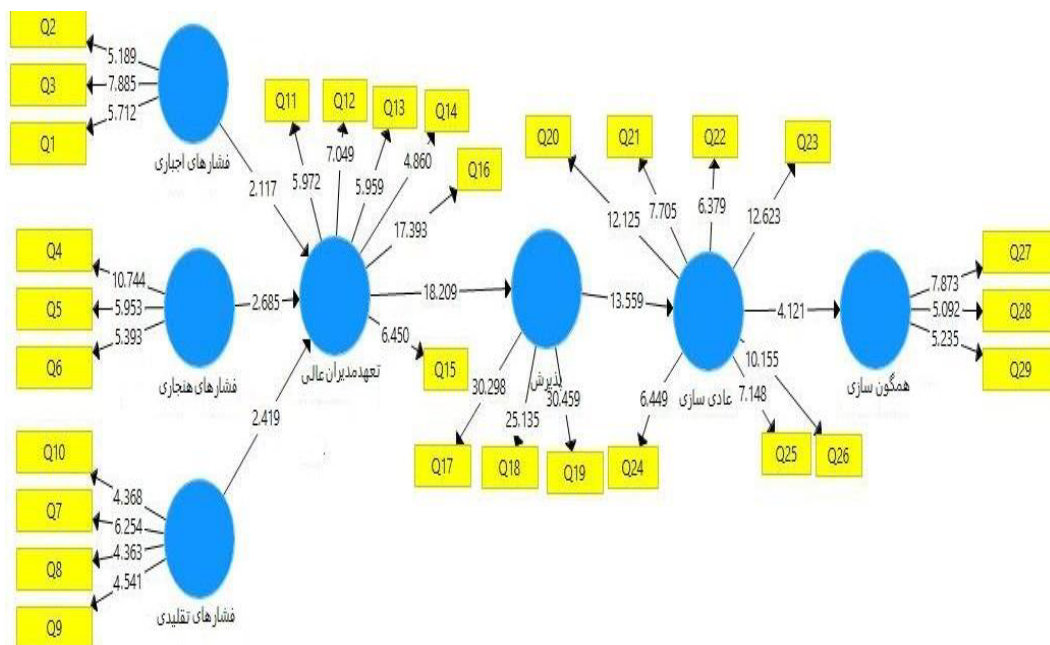 Q2
5.189
Q3
7.885
Q1
5.712
فشارهای اجباری
2.117
Q11
Q12
Q13
Q14
Q16
5.972
7.049
5.959
4.860
17.393
Q4
10.744
Q5
5.953
Q6
5.393
فشارهای هنجاری
2.685
تعهدمدیران عالی
6.450
Q15
18.209
Q10
4.368
Q7
6.254
Q8
4.363
Q9
4.541
فشارهای تقلیدی
2.419
پذیرش
30.298
25.135
30.459
Q17
Q18
Q19
13.559
Q20
Q21
Q22
Q23
12.125
7.705
6.379
12.623
عادی سازی
6.449
7.148
10.155
Q24
Q25
Q26
4.121
همگون سازی
7.873
Q27
5.092
Q28
5.235
Q29